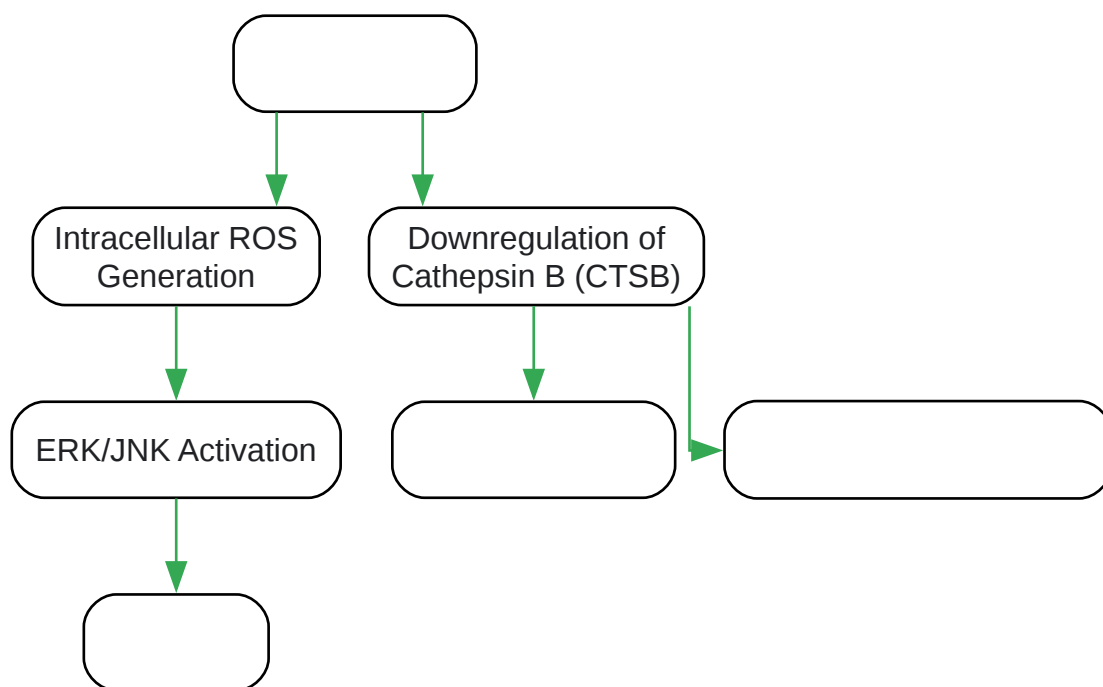 Intracellular ROS
Generation
Downregulation of
Cathepsin B (CTSB)
ERK/JNK Activation